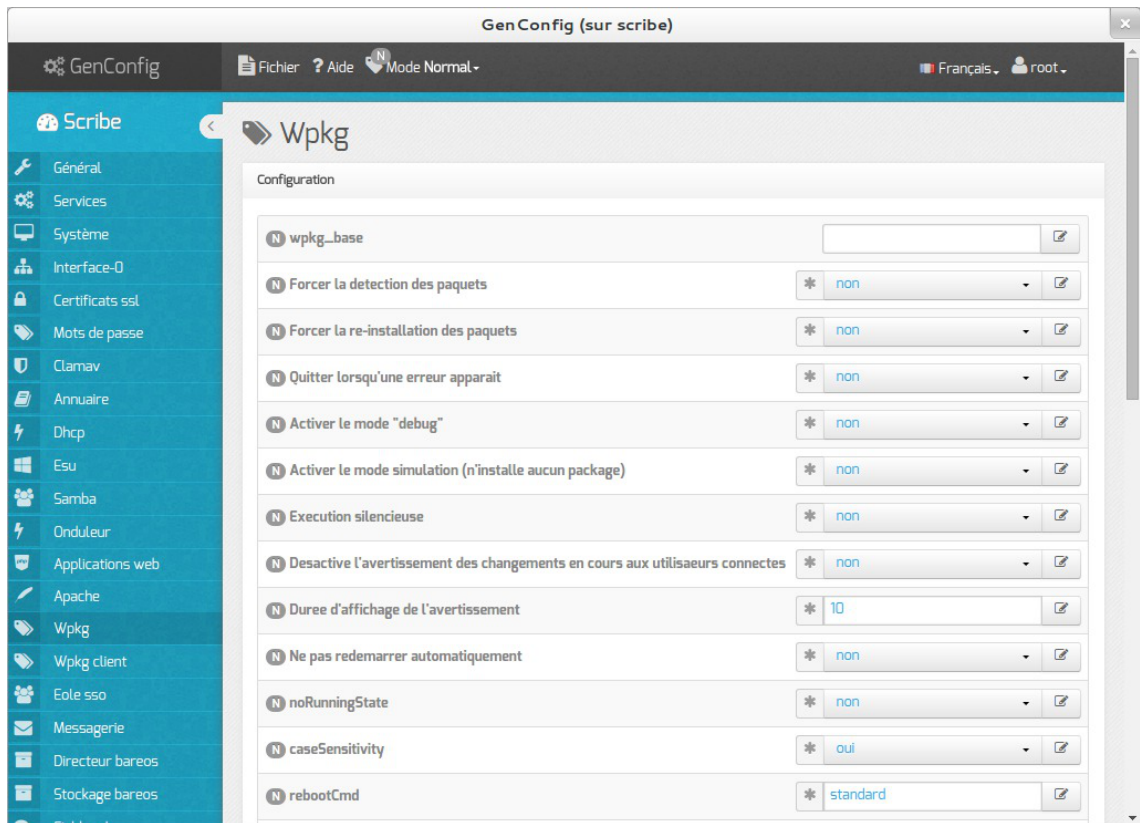 GenConfig (sur scribe)
GenConfig
Fichier ? Aide N Mode Normal
Français root
Scribe
Général
Services
Système
Interface-0
Certificats ssl
Mots de passe
Clamav
Annuaire
Dhcp
Esu
Samba
Onduleur
Applications web
Apache
Wpkg
Wpkg client
Eole sso
Messagerie
Directeur bareos
Stockage bareos
Wpkg
Configuration
N wpkg_base
N Forcer la detection des paquets * non
N Forcer la re-installation des paquets * non
N Quitter lorsqu'une erreur apparait * non
N Activer le mode "debug" * non
N Activer le mode simulation (n'installe aucun package) * non
N Execution silencieuse * non
N Desactive l'avertissement des changements en cours aux utilisaeurs connectes * non
N Duree d'affichage de l'avertissement * 10
N Ne pas redemarrer automatiquement * non
N noRunningState * non
N caseSensitivity * oui
N rebootCmd * standard